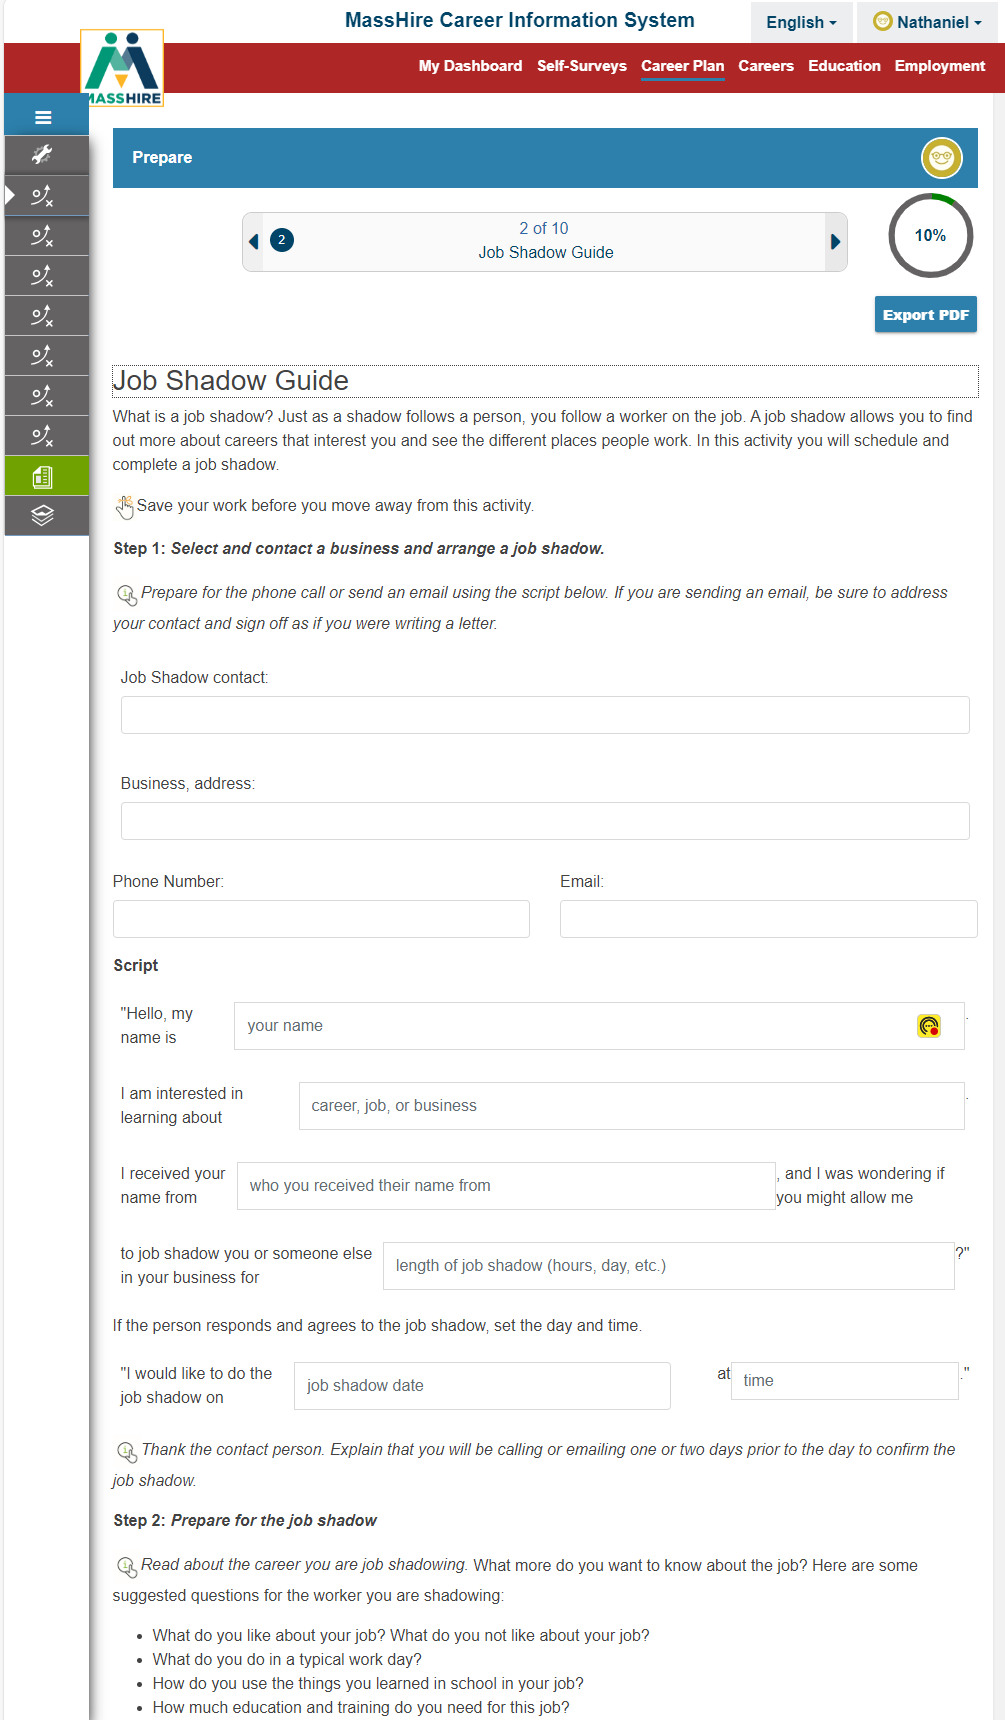 MassHire Career Information System
English
Nathaniel
MASSHIRE
My Dashboard Self-Surveys Career Plan Careers Education Employment
Prepare
2
2 of 10
Job Shadow Guide
10%
Export PDF
Job Shadow Guide
What is a job shadow? Just as a shadow follows a person, you follow a worker on the job. A job shadow allows you to find
out more about careers that interest you and see the different places people work. In this activity you will schedule and
complete a job shadow.
Save your work before you move away from this activity.
Step 1: Select and contact a business and arrange a job shadow.
Prepare for the phone call or send an email using the script below. If you are sending an email, be sure to address
your contact and sign off as if you were writing a letter.
Job Shadow contact:
Business, address:
Phone Number:
Email:
Script
"Hello, my
name is
your name
.
I am interested in
learning about
career, job, or business
.
I received your
name from
who you received their name from
, and I was wondering if
you might allow me
to job shadow you or someone else
in your business for
length of job shadow (hours, day, etc.)
?"
If the person responds and agrees to the job shadow, set the day and time.
"I would like to do the
job shadow on
job shadow date
at
time
."
Thank the contact person. Explain that you will be calling or emailing one or two days prior to the day to confirm the
job shadow.
Step 2: Prepare for the job shadow
Read about the career you are job shadowing. What more do you want to know about the job? Here are some
suggested questions for the worker you are shadowing:
• What do you like about your job? What do you not like about your job?
• What do you do in a typical work day?
• How do you use the things you learned in school in your job?
• How much education and training do you need for this job?